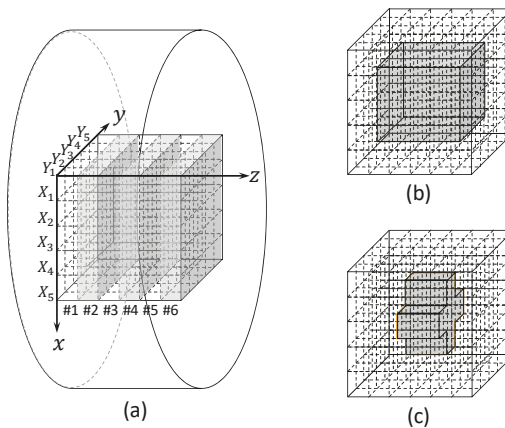 y
Y₅
Y₄
Y₃
Y₂
Y₁
z
X₁
X₂
X₃
X₄
X₅
#1 #2 #3 #4 #5 #6
x
(a)
(b)
(c)